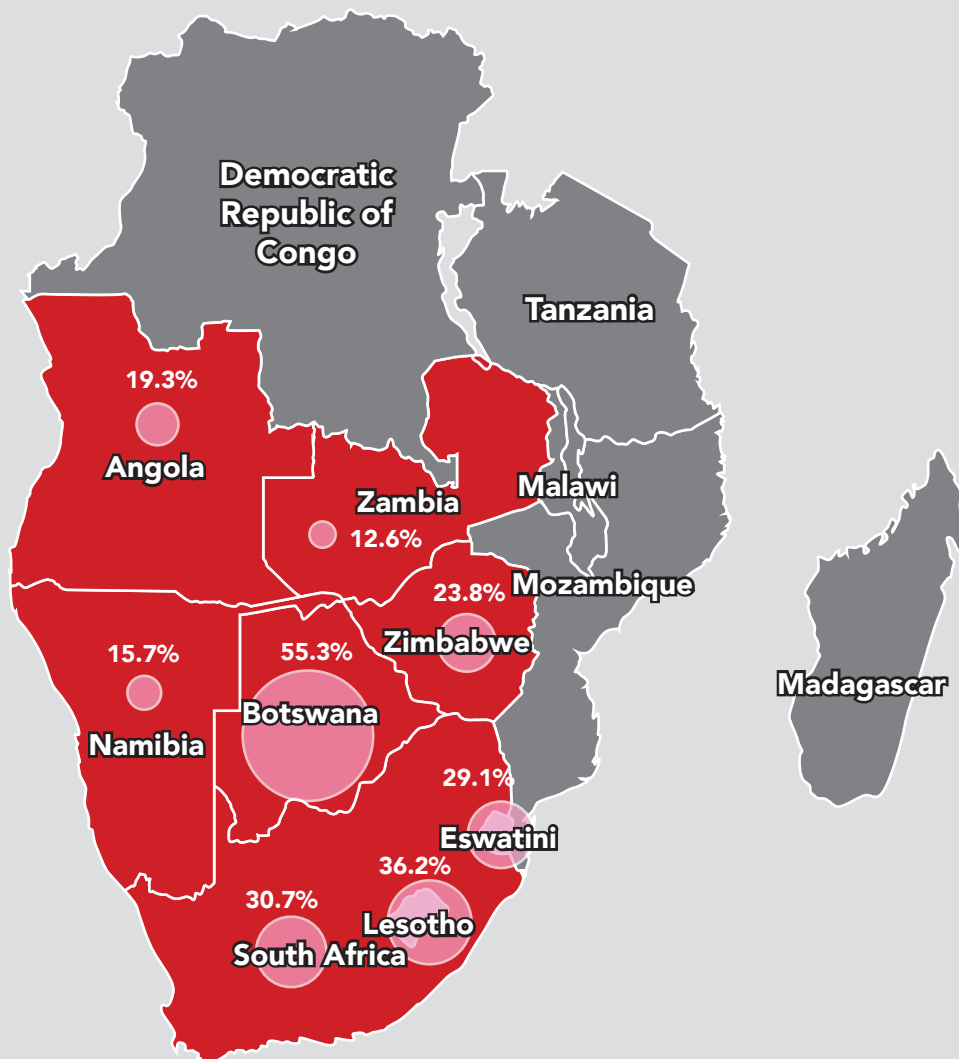 Democratic
Republic of
Congo
Tanzania
19.3%
Angola
Malawi
Zambia
12.6%
Mozambique
23.8%
Zimbabwe
15.7%
Namibia
55.3%
Botswana
Madagascar
29.1%
Eswatini
36.2%
Lesotho
30.7%
South Africa